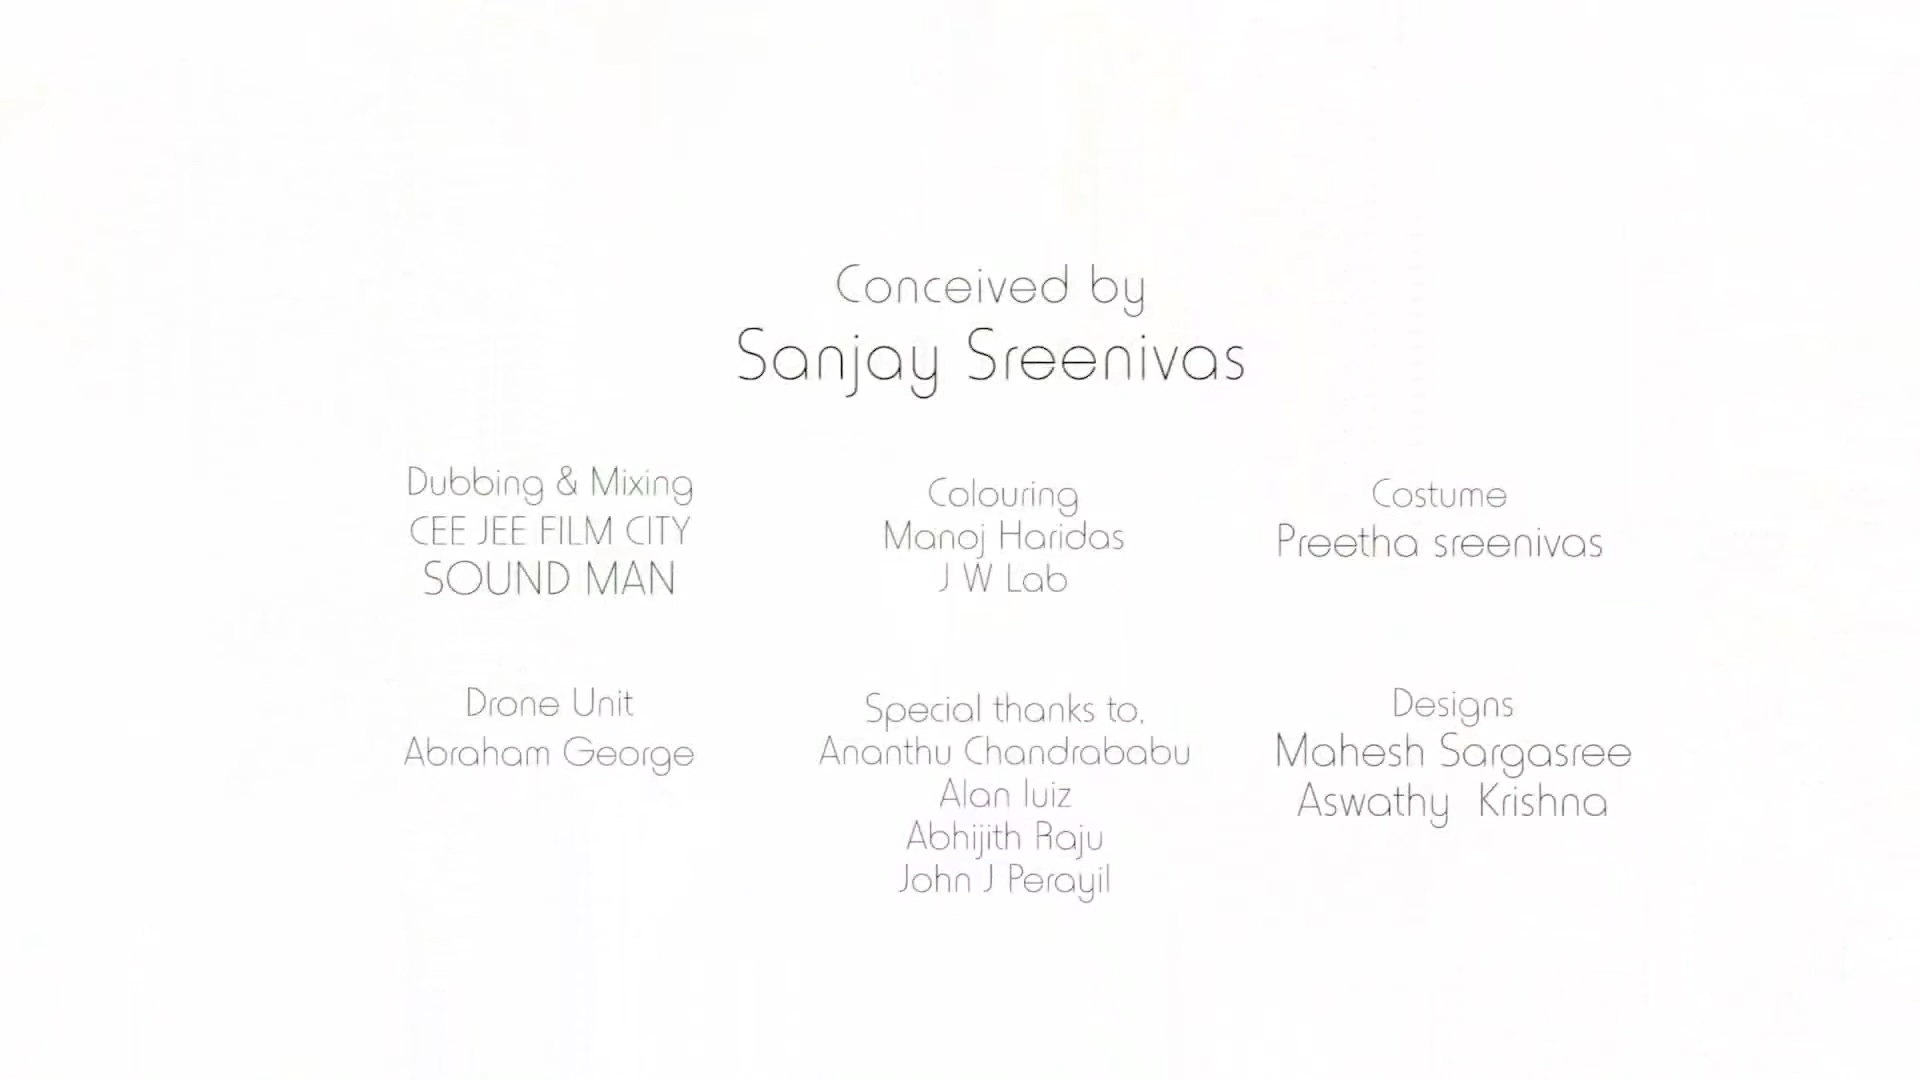 Conceived by
Sanjay Sreenivas
Dubbing & Mixing
CEE JEE FILM CITY
SOUND MAN
Colouring
Manoj Haridas
J W Lab
Costume
Preetha sreenivas
Drone Unit
Abraham George
Special thanks to,
Ananthu Chandrababu
Alan luiz
Abhijith Raju
John J Perayil
Designs
Mahesh Sargasree
Aswathy Krishna